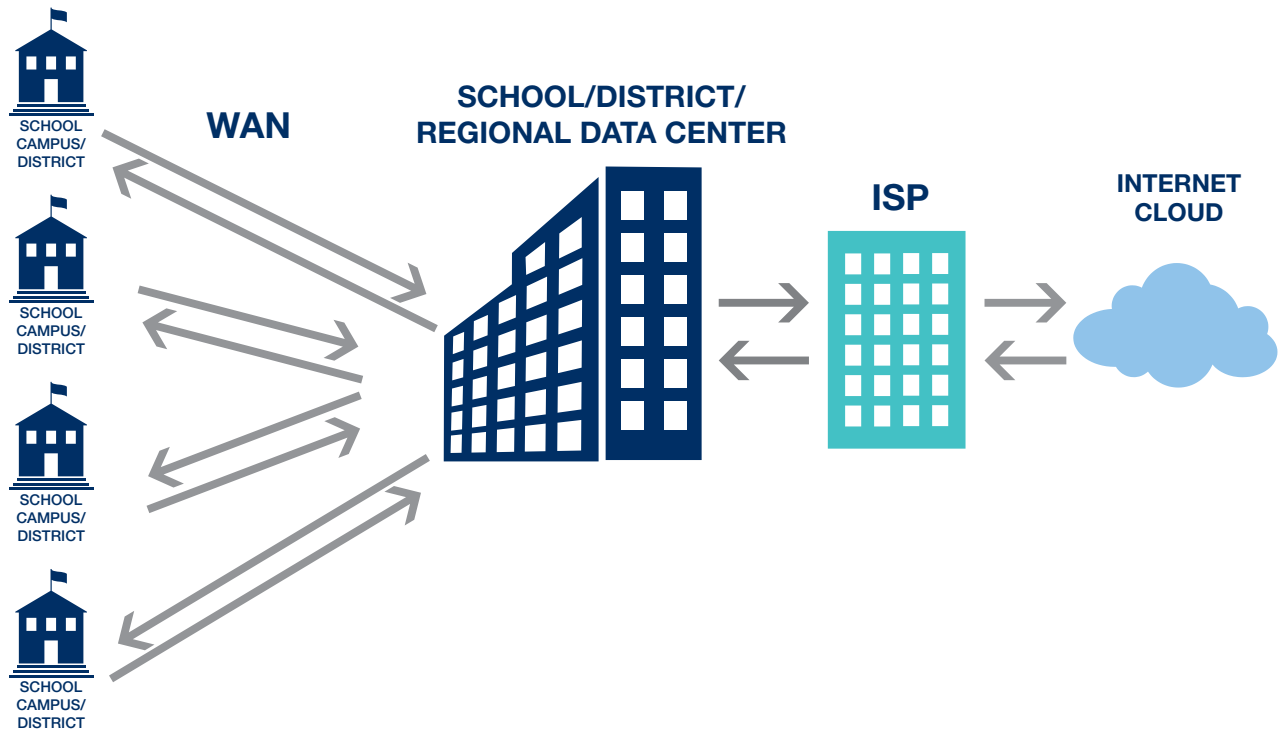 SCHOOL
CAMPUS/
DISTRICT
WAN
SCHOOL/DISTRICT/
REGIONAL DATA CENTER
ISP
INTERNET
CLOUD
SCHOOL
CAMPUS/
DISTRICT
SCHOOL
CAMPUS/
DISTRICT
SCHOOL
CAMPUS/
DISTRICT